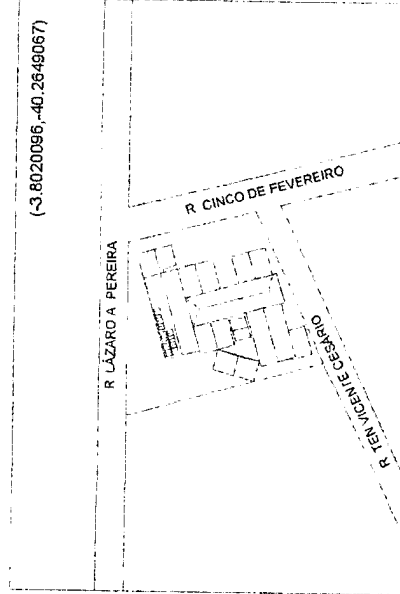 (-3.8020096,-40.2649067)
R CINCO DE FEVEREIRO
R LÁZARO A PEREIRA
R TEN VICENTE CESÁRIO